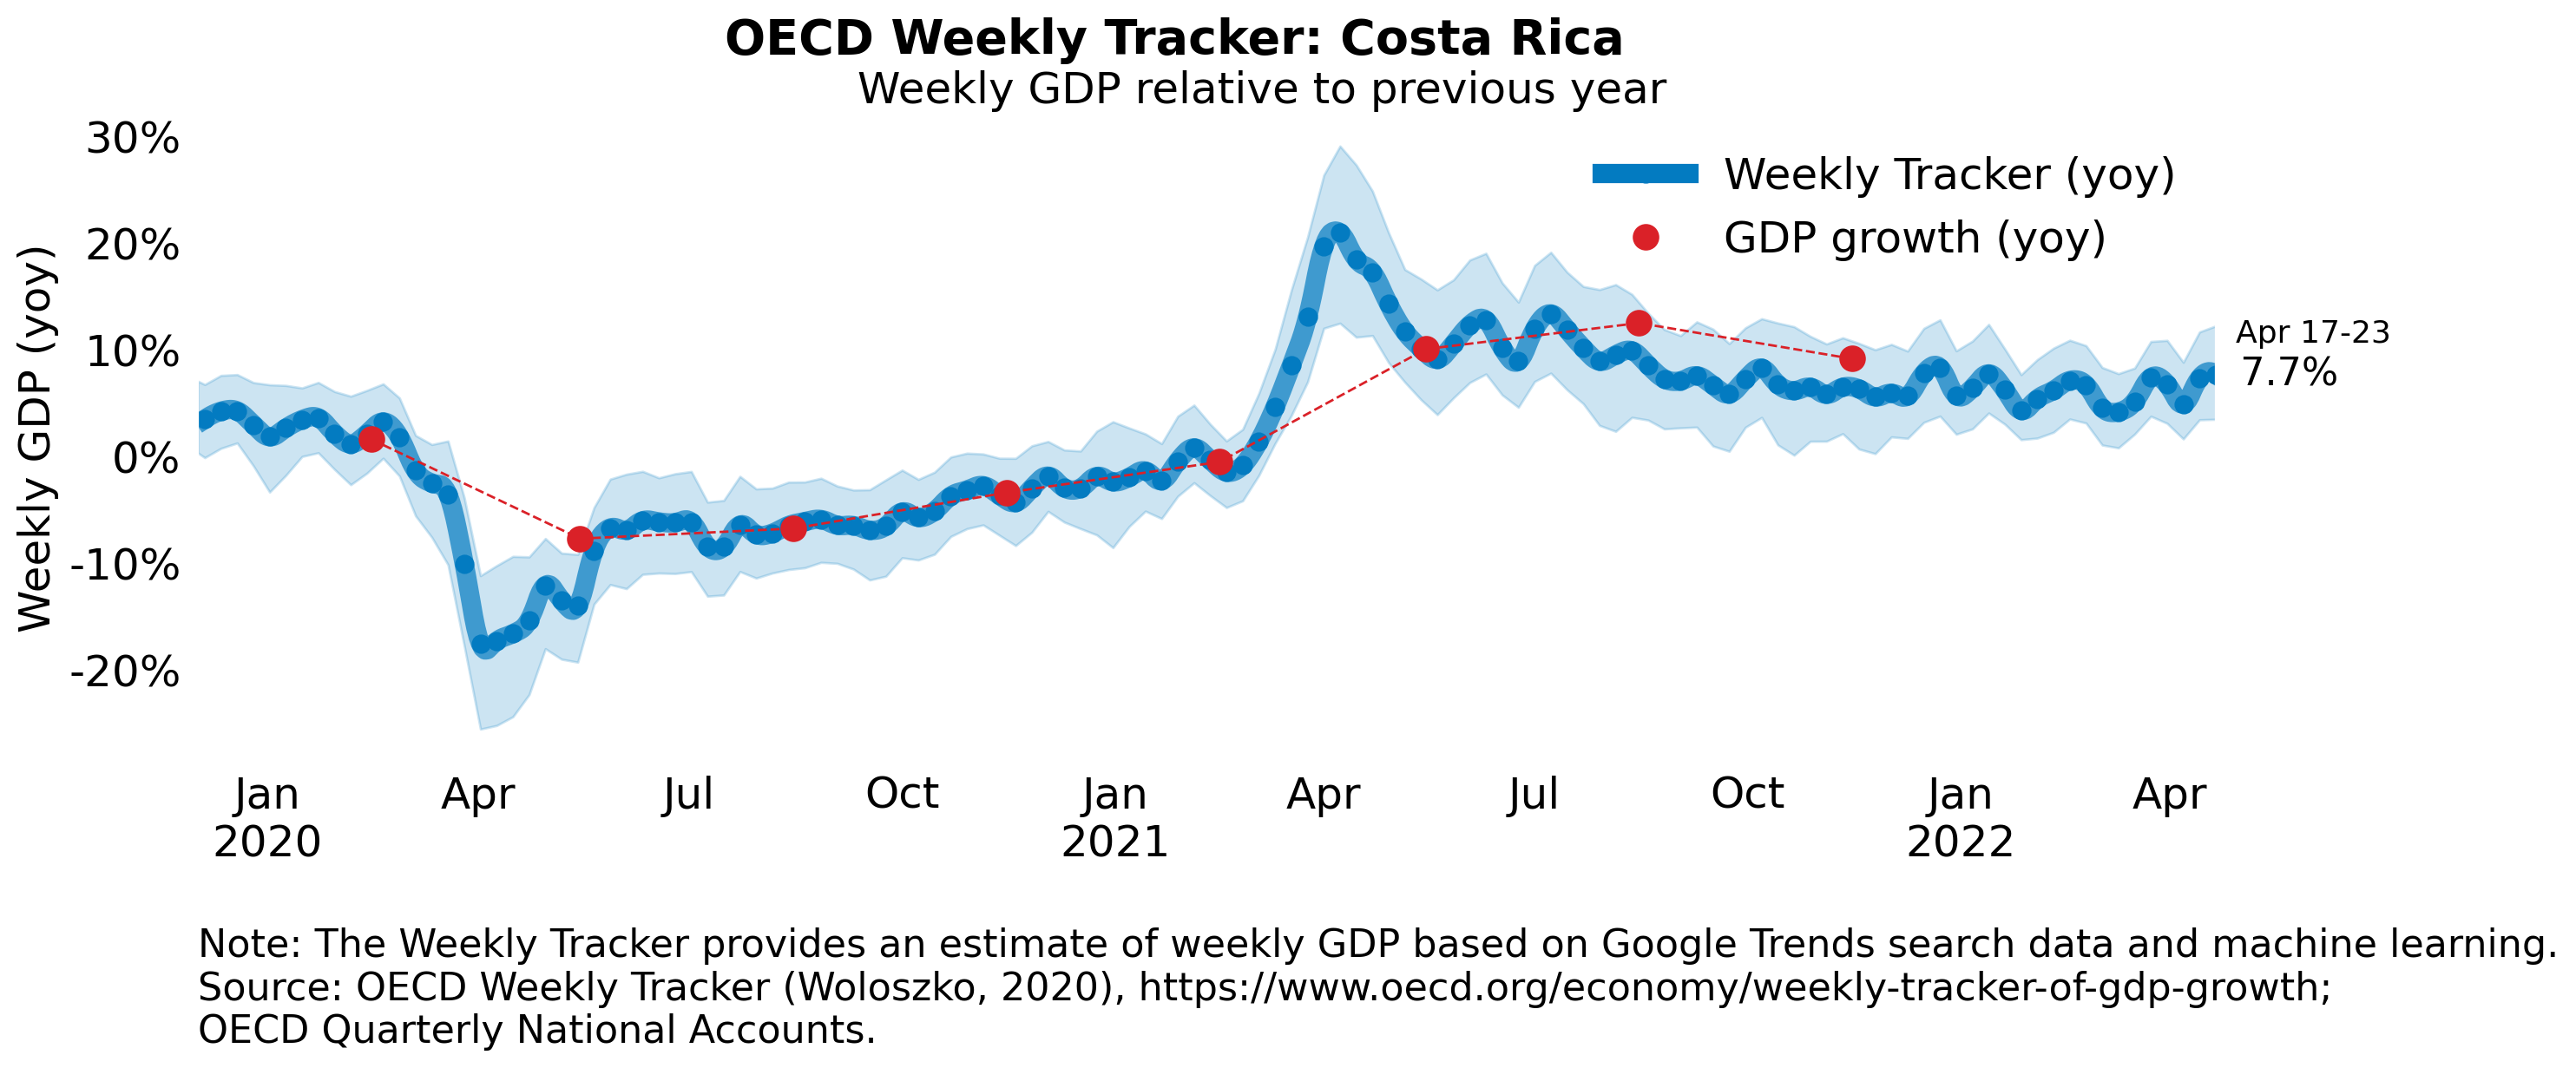 OECD Weekly Tracker: Costa Rica
Weekly GDP relative to previous year
Weekly GDP (yoy)
30%
20%
10%
0%
-10%
-20%
Weekly Tracker (yoy)
GDP growth (yoy)
Apr 17-23
7.7%
Jan Apr Jul Oct Jan Apr Jul Oct Jan Apr
2020 2021 2022
Note: The Weekly Tracker provides an estimate of weekly GDP based on Google Trends search data and machine learning.
Source: OECD Weekly Tracker (Woloszko, 2020), https://www.oecd.org/economy/weekly-tracker-of-gdp-growth;
OECD Quarterly National Accounts.